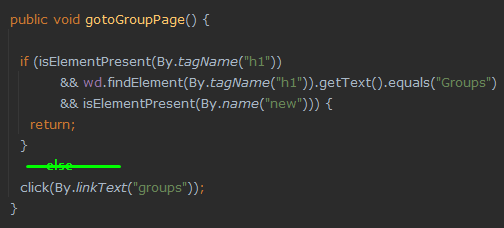 public void gotoGroupPage() {
if (isElementPresent(By.tagName("h1"))
&& wd.findElement(By.tagName("h1")).getText().equals("Groups")
&& isElementPresent(By.name("new"))) {
return;
}
else
click(By.linkText("groups"));
}